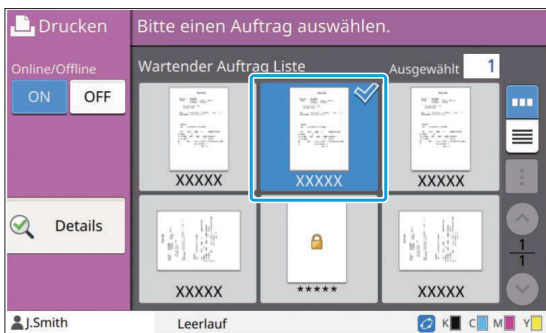 Drucken
Bitte einen Auftrag auswählen.
Online/Offline
ON OFF
Wartender Auftrag Liste
Ausgewählt 1
XXXXX XXXXX XXXXX
Details
1
1
XXXXX ***** XXXXX
J.Smith
Leerlauf
K C M Y